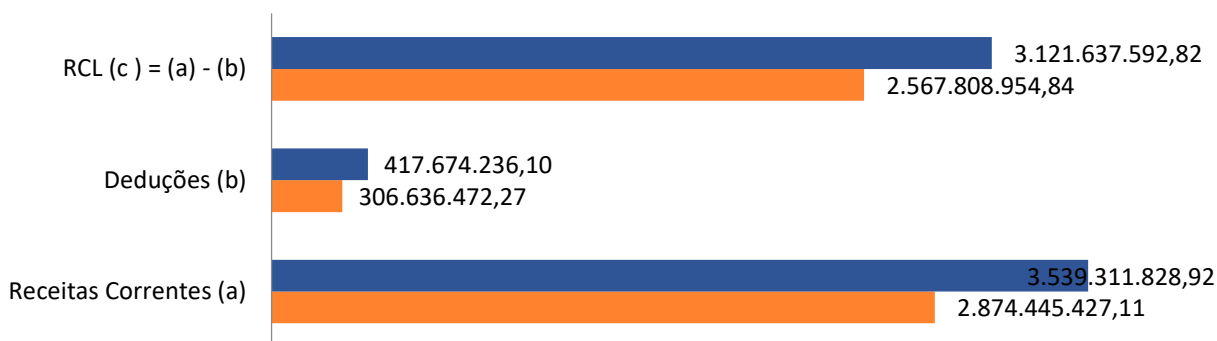 RCL (c ) = (a) - (b)
3.121.637.592,82
2.567.808.954,84
Deduções (b)
417.674.236,10
306.636.472,27
Receitas Correntes (a)
3.539.311.828,92
2.874.445.427,11